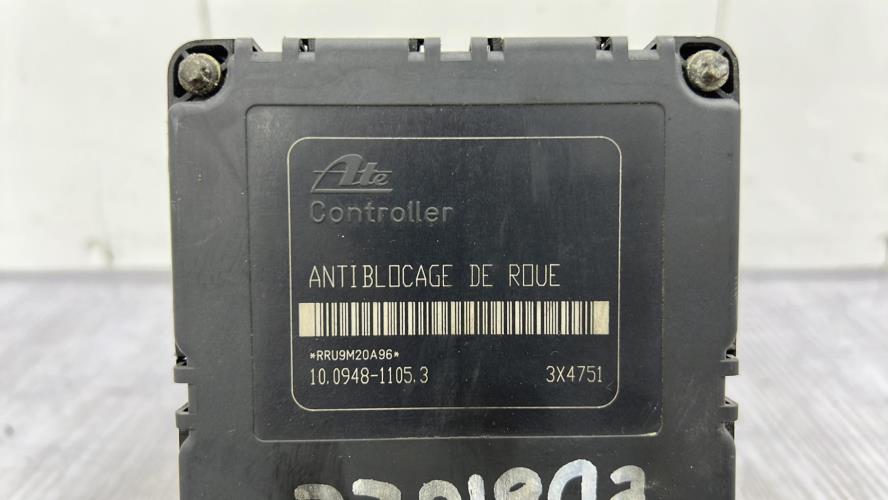 Ate
Controller
ANTIBLOCAGE DE ROUE
*RRU9M20A96*
10.0948-1105.3 3X4751